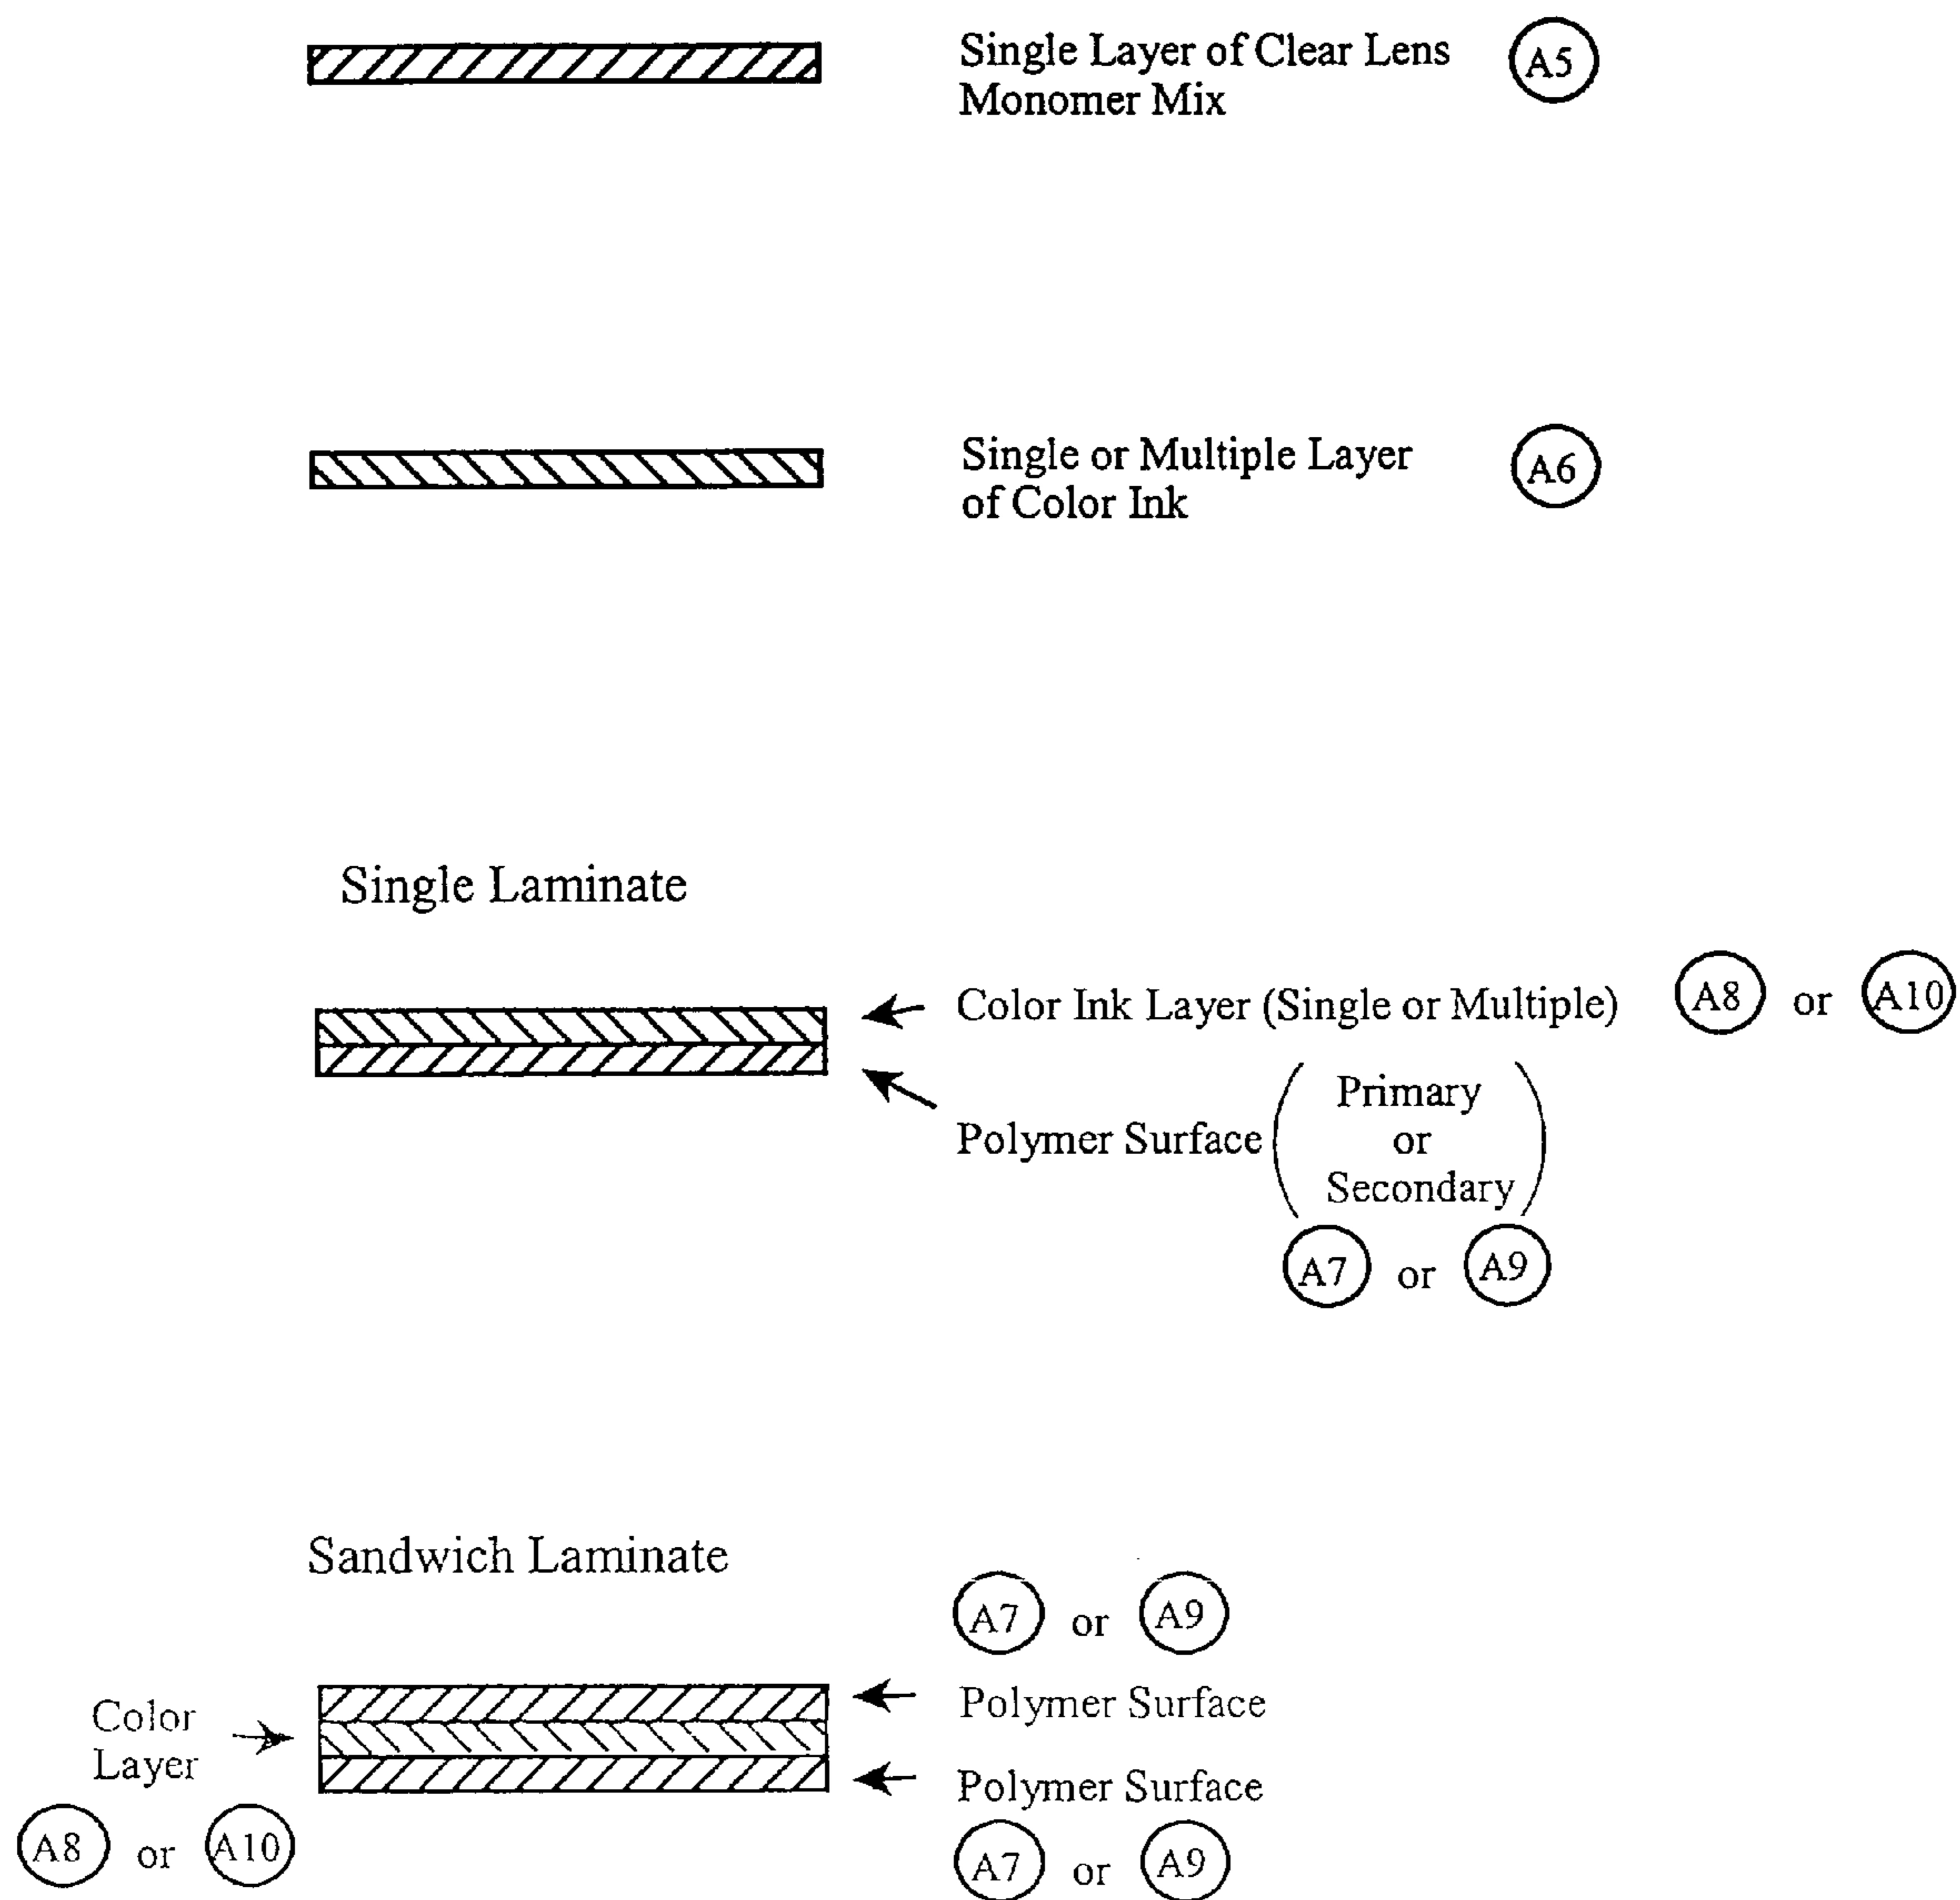 Single Layer of Clear Lens A5
Monomer Mix
Single or Multiple Layer A6
of Color Ink
Single Laminate
Color Ink Layer (Single or Multiple) A8 or A10
Polymer Surface ( Primary
or
Secondary )
A7 or A9
Sandwich Laminate
A7 or A9
Polymer Surface
Color
Layer
Polymer Surface
A8 or A10
A7 or A9